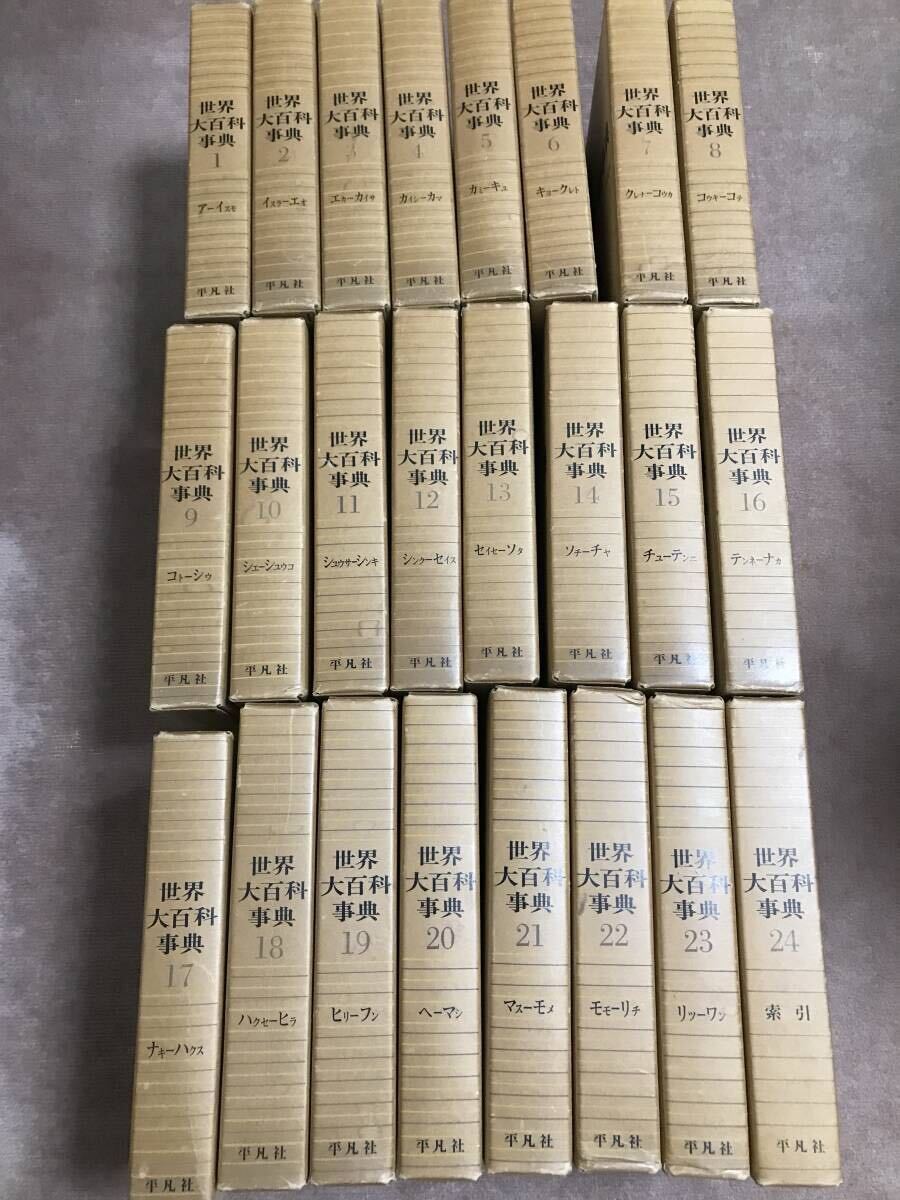 世界
大百科
事典
1
アーイスモ
平凡社
世界
大百科
事典
2
イスラーエオ
平凡社
世界
大百科
事典
3
エカーカイサ
平凡社
世界
大百科
事典
4
カイシーカマ
平凡社
世界
大百科
事典
5
カミーキュ
平凡社
世界
大百科
事典
6
キョークレト
平凡社
世界
大百科
事典
7
クレナーコウカ
平凡社
世界
大百科
事典
8
コウキーコテ
平凡社
世界
大百科
事典
9
コトーシウ
平凡社
世界
大百科
事典
10
シェーシュウコ
平凡社
世界
大百科
事典
11
シュウサーシンキ
平凡社
世界
大百科
事典
12
シンクーセイス
平凡社
世界
大百科
事典
13
セイセーソタ
平凡社
世界
大百科
事典
14
ソチーチャ
平凡社
世界
大百科
事典
15
チューテンニ
平凡社
世界
大百科
事典
16
テンネーナカ
平凡社
世界
大百科
事典
17
ナキーハクス
平凡社
世界
大百科
事典
18
ハクセーヒラ
平凡社
世界
大百科
事典
19
ヒリーフン
平凡社
世界
大百科
事典
20
ヘーマシ
平凡社
世界
大百科
事典
21
マスーモメ
平凡社
世界
大百科
事典
22
モモーリチ
平凡社
世界
大百科
事典
23
リツーワン
平凡社
世界
大百科
事典
24
索引
平凡社